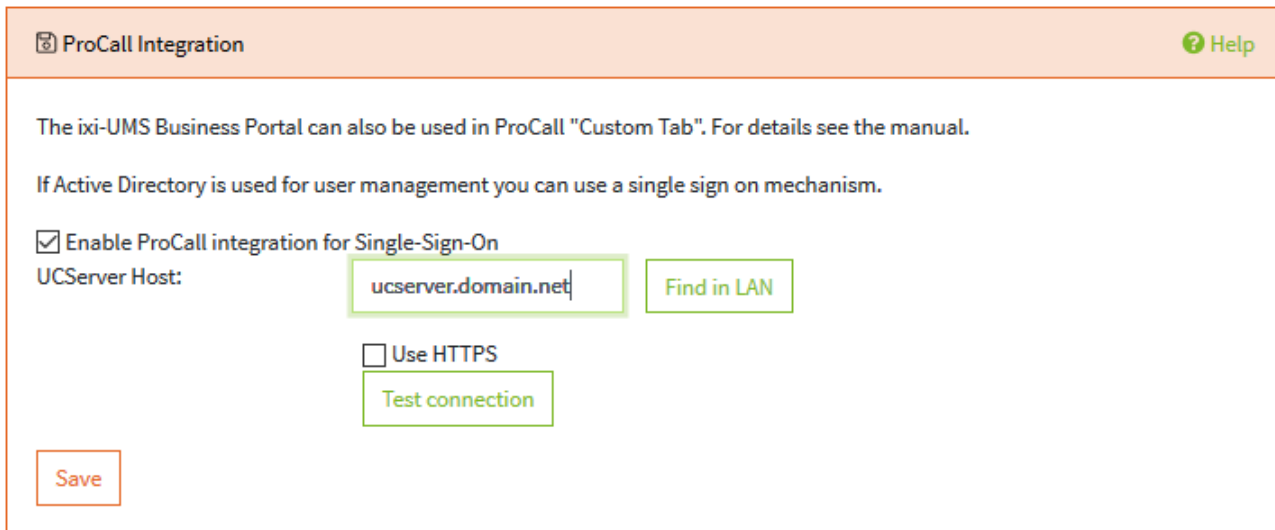 ProCall Integration
Help
The ixi-UMS Business Portal can also be used in ProCall "Custom Tab". For details see the manual.
If Active Directory is used for user management you can use a single sign on mechanism.
Enable ProCall integration for Single-Sign-On
UCServer Host:
ucserver.domain.net
Find in LAN
Use HTTPS
Test connection
Save